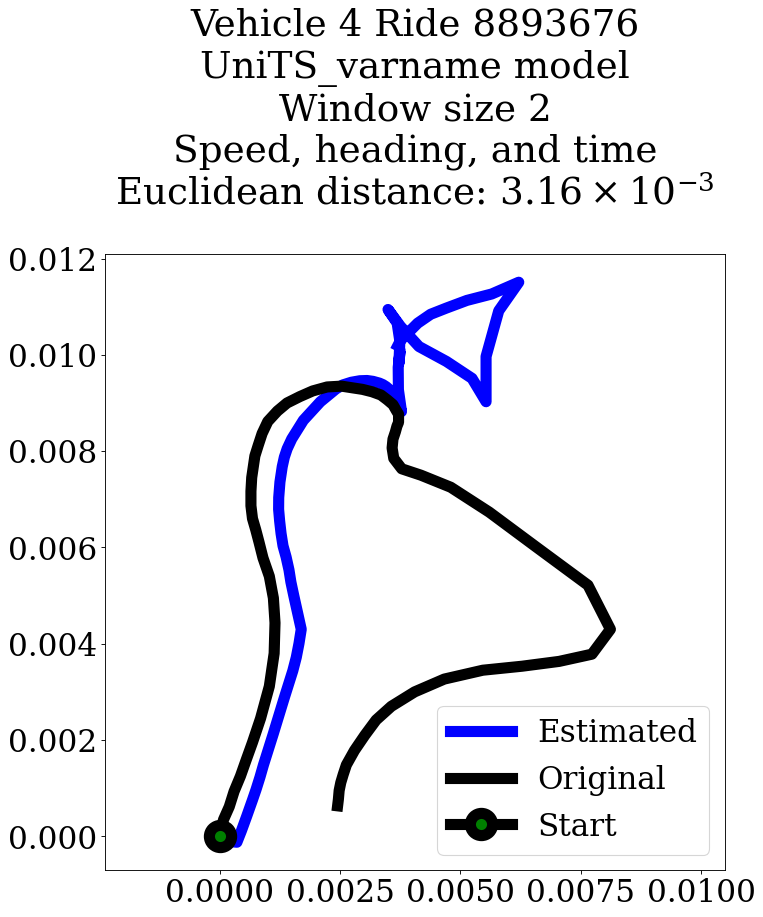 Vehicle 4 Ride 8893676
UniTS_varname model
Window size 2
Speed, heading, and time
Euclidean distance: $3.16 × 10^{-3}$
0.012
0.010
0.008
0.006
0.004
0.002
0.000
0.0000 0.0025 0.0050 0.0075 0.0100
Estimated
Original
Start